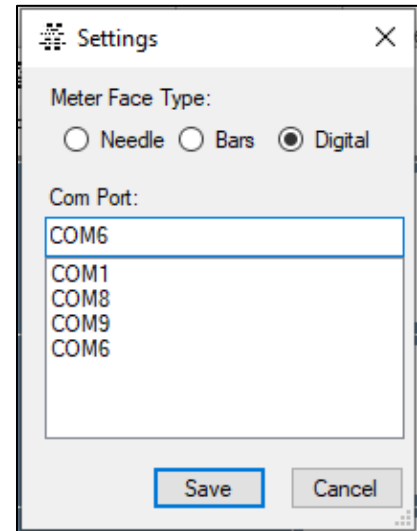 Settings
Meter Face Type:
Needle Bars Digital
Com Port:
COM6
COM1
COM8
COM9
COM6
Save Cancel